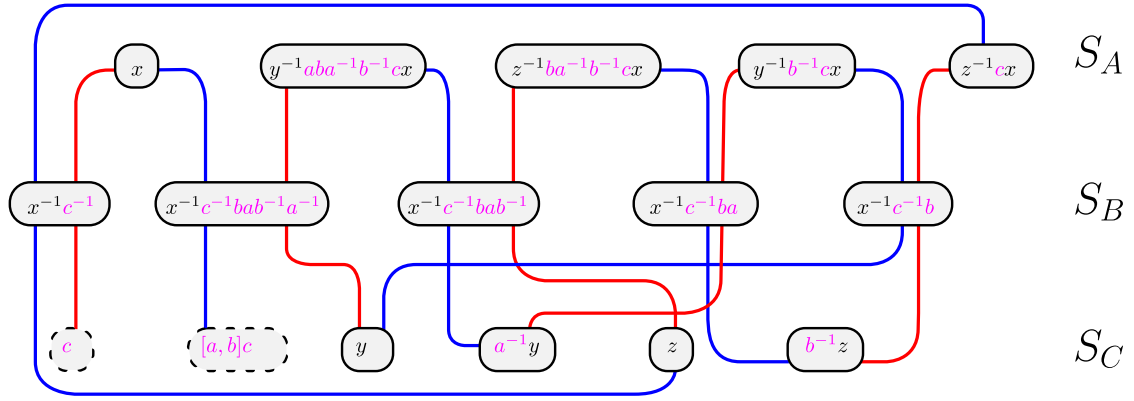 x y⁻¹aba⁻¹b⁻¹cx z⁻¹ba⁻¹b⁻¹cx y⁻¹b⁻¹cx z⁻¹cx S_A
x⁻¹c⁻¹ x⁻¹c⁻¹bab⁻¹a⁻¹ x⁻¹c⁻¹bab⁻¹ x⁻¹c⁻¹ba x⁻¹c⁻¹b S_B
c [a, b]c y a⁻¹y z b⁻¹z S_C